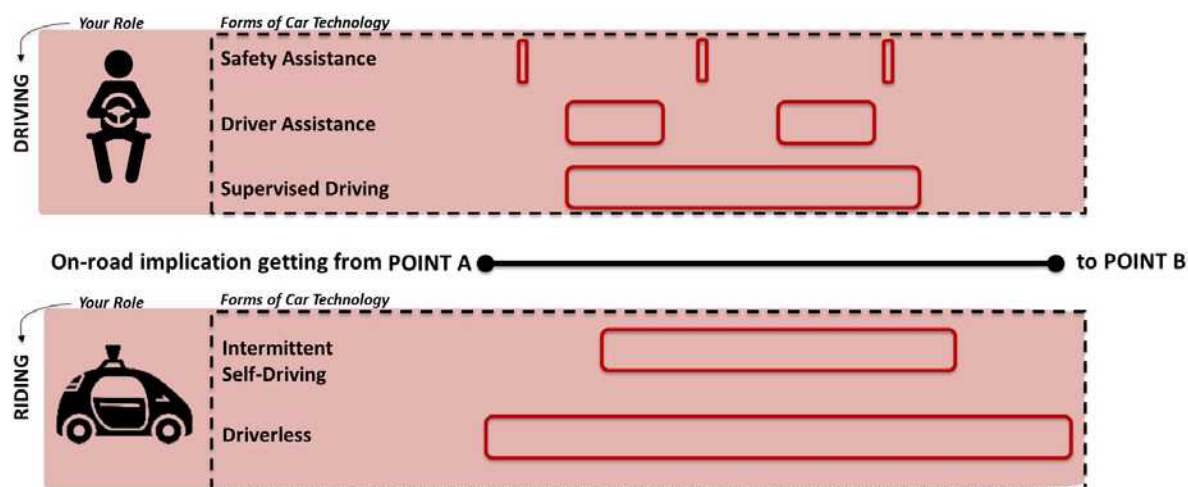 Your Role
Forms of Car Technology
DRIVING
Safety Assistance
Driver Assistance
Supervised Driving
On-road implication getting from POINT A
to POINT B
Your Role
Forms of Car Technology
RIDING
Intermittent
Self-Driving
Driverless